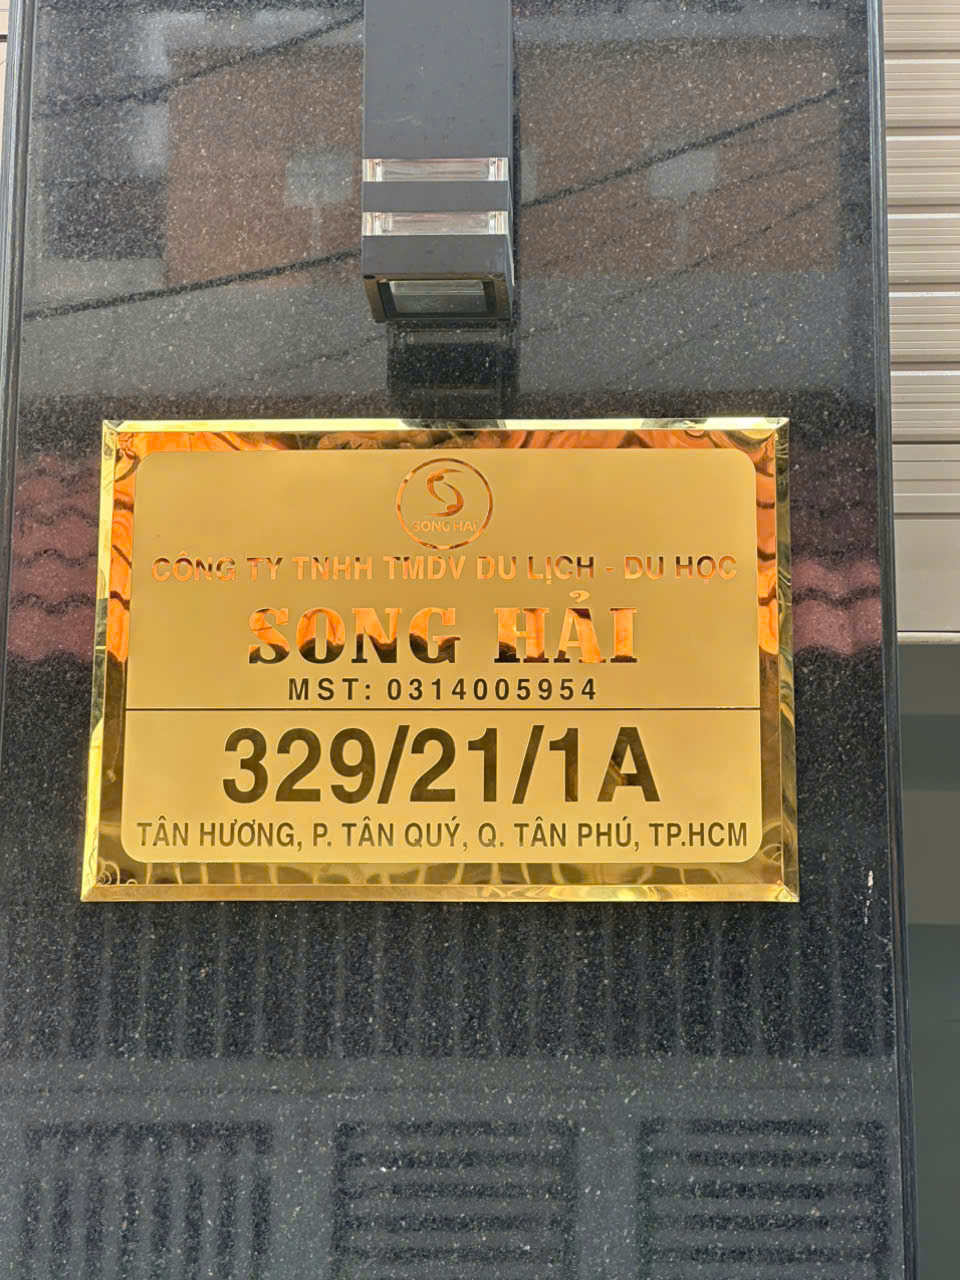 SONG HẢI
CÔNG TY TNHH TMDV DU LỊCH - DU HỌC
SONG HẢI
MST: 0314005954
329/21/1A
TÂN HƯƠNG, P. TÂN QUÝ, Q. TÂN PHÚ, TP.HCM